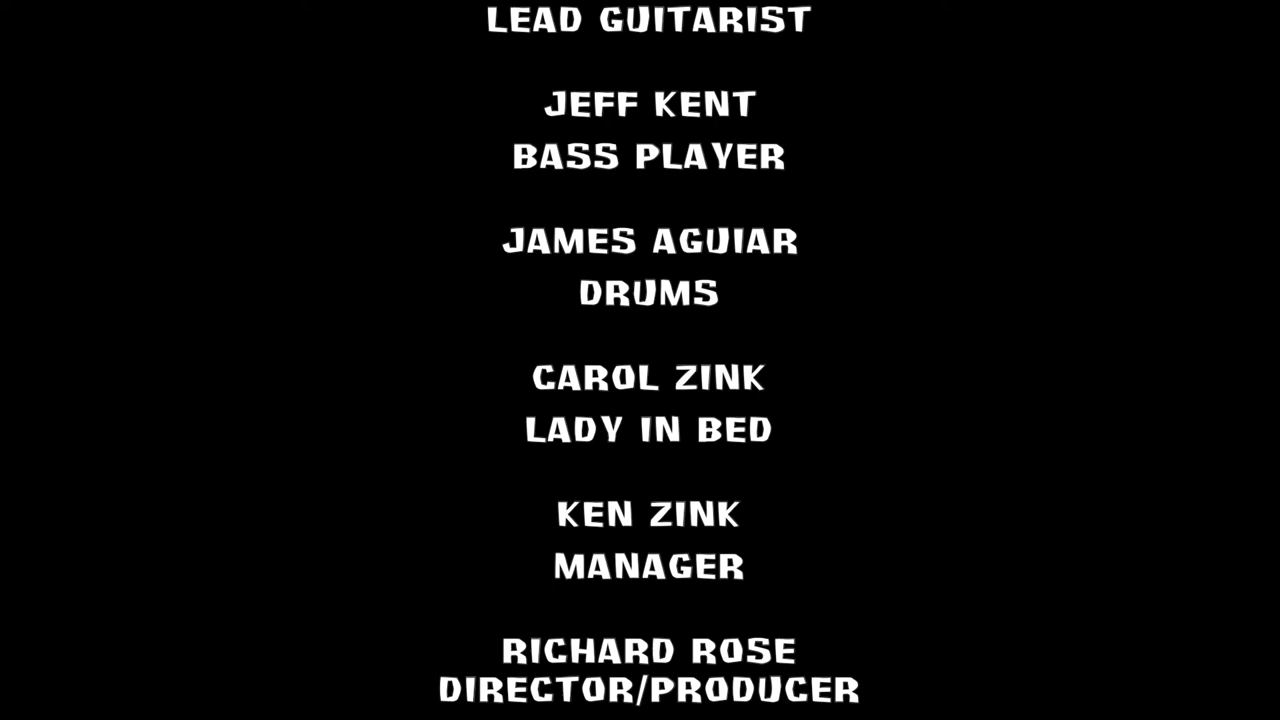 LEAD GUITARIST
JEFF KENT
BASS PLAYER
JAMES AGUIAR
DRUMS
CAROL ZINK
LADY IN BED
KEN ZINK
MANAGER
RICHARD ROSE
DIRECTOR/PRODUCER